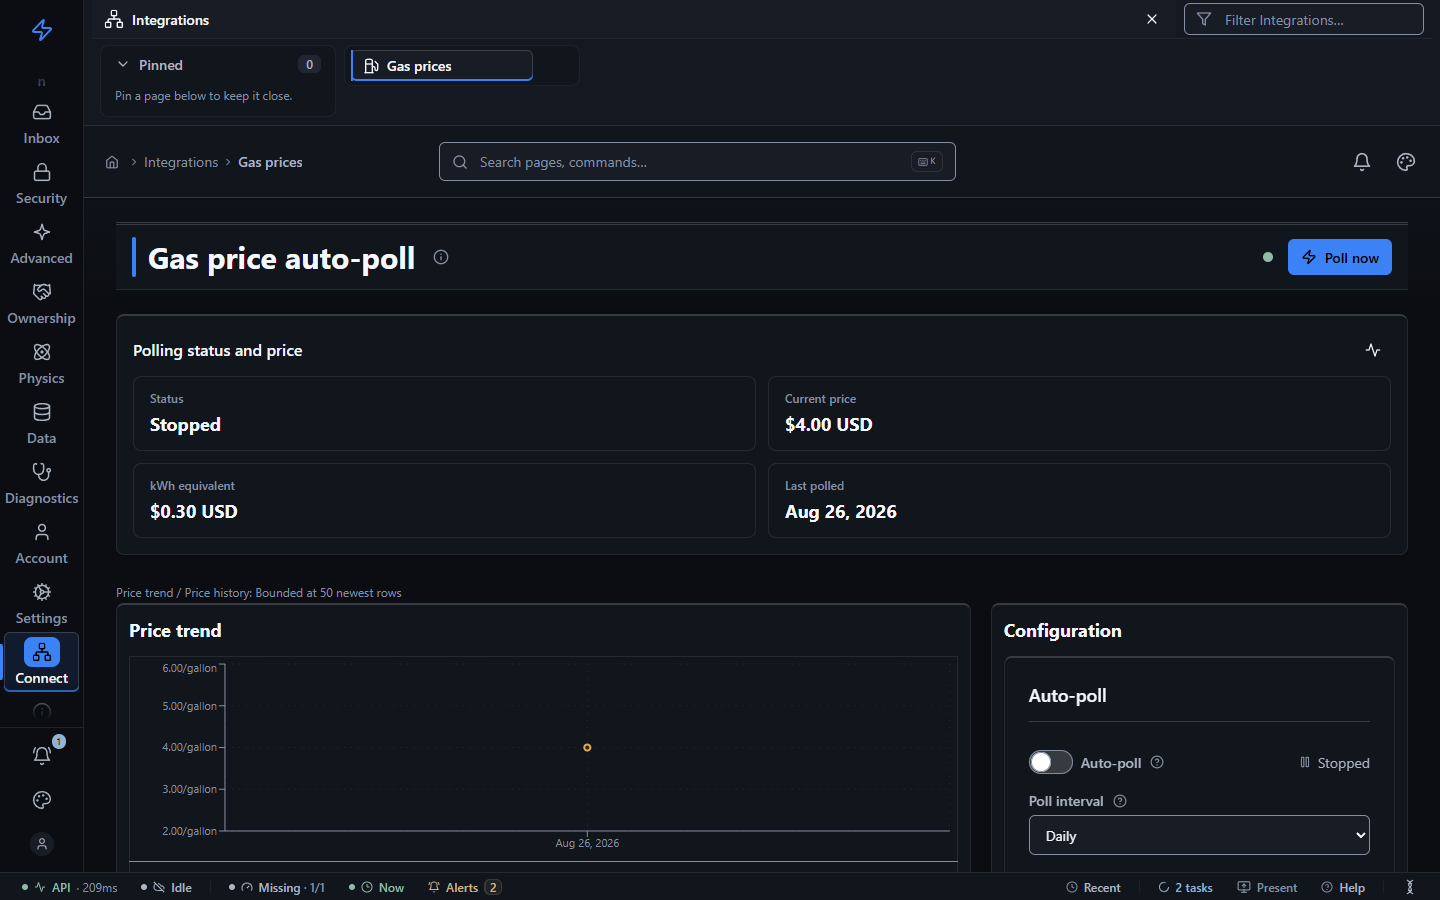 Integrations
Filter Integrations...
Pinned
0
Pin a page below to keep it close.
Gas prices
n
Inbox
Security
Advanced
Ownership
Physics
Data
Diagnostics
Account
Settings
Connect
1
Integrations
Gas prices
Search pages, commands...
K
Gas price auto-poll
Poll now
Polling status and price
Status
Stopped
Current price
$4.00 USD
kWh equivalent
$0.30 USD
Last polled
Aug 26, 2026
Price trend / Price history: Bounded at 50 newest rows
Price trend
6.00/gallon
5.00/gallon
4.00/gallon
3.00/gallon
2.00/gallon
Aug 26, 2026
Configuration
Auto-poll
Auto-poll
Stopped
Poll interval
Daily
API · 209ms
Idle
Missing · 1/1
Now
Alerts 2
Recent
2 tasks
Present
Help